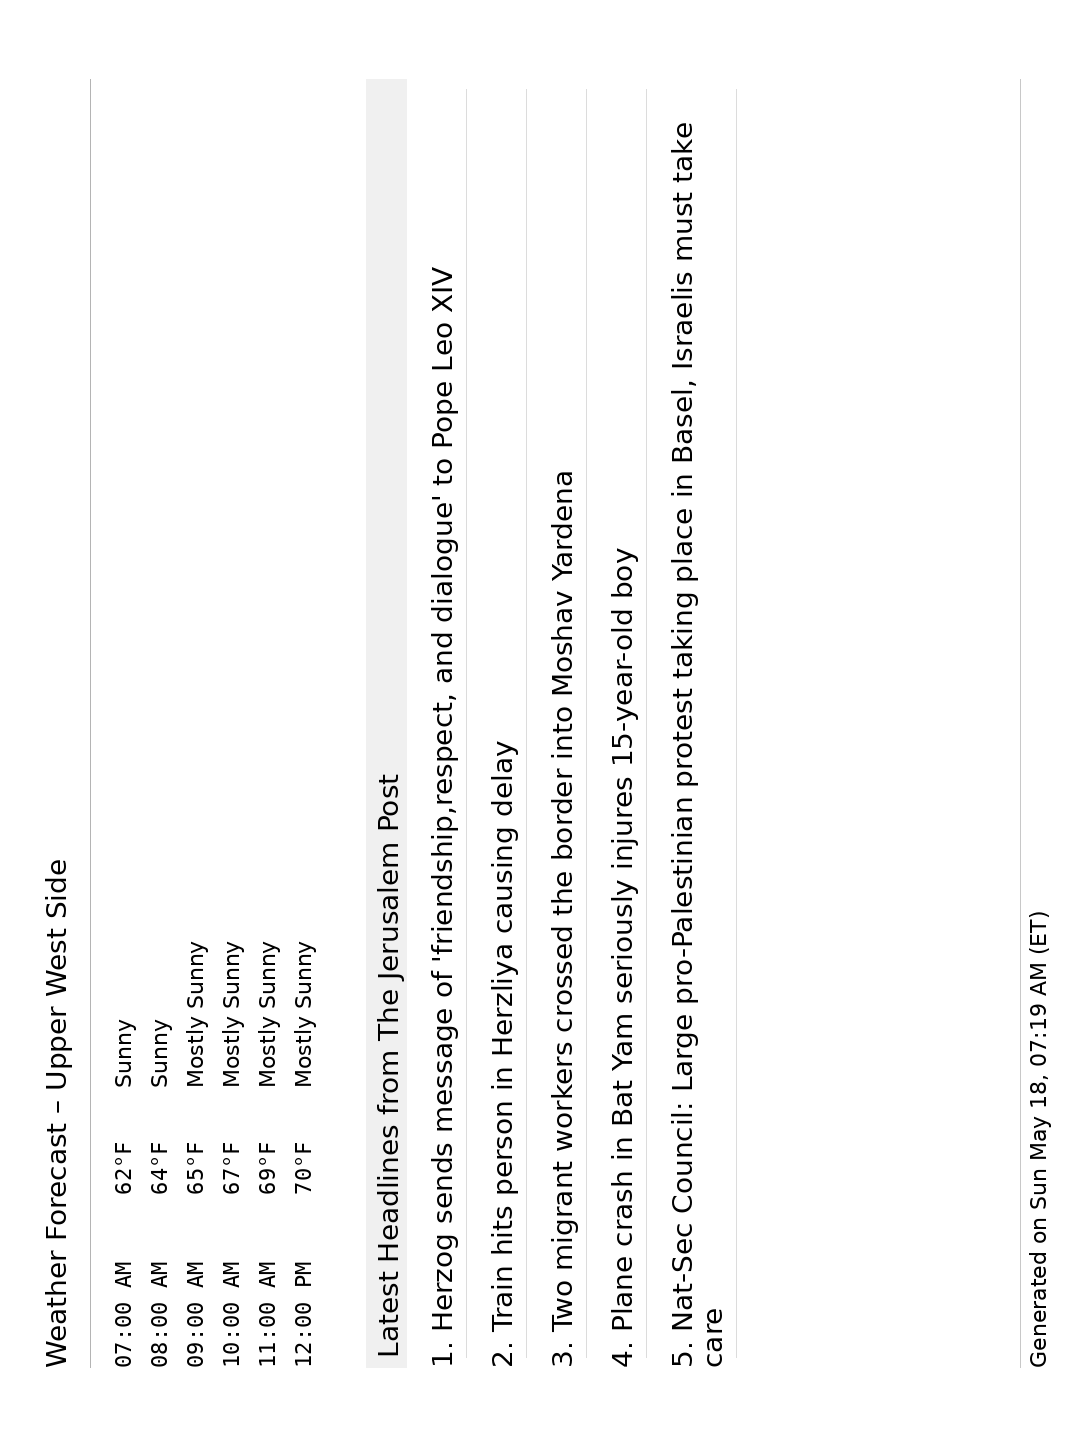 Weather Forecast – Upper West Side
07:00 AM 62°F Sunny
08:00 AM 64°F Sunny
09:00 AM 65°F Mostly Sunny
10:00 AM 67°F Mostly Sunny
11:00 AM 69°F Mostly Sunny
12:00 PM 70°F Mostly Sunny
Latest Headlines from The Jerusalem Post
1. Herzog sends message of 'friendship,respect, and dialogue' to Pope Leo XIV
2. Train hits person in Herzliya causing delay
3. Two migrant workers crossed the border into Moshav Yardena
4. Plane crash in Bat Yam seriously injures 15-year-old boy
5. Nat-Sec Council: Large pro-Palestinian protest taking place in Basel, Israelis must take
care
Generated on Sun May 18, 07:19 AM (ET)